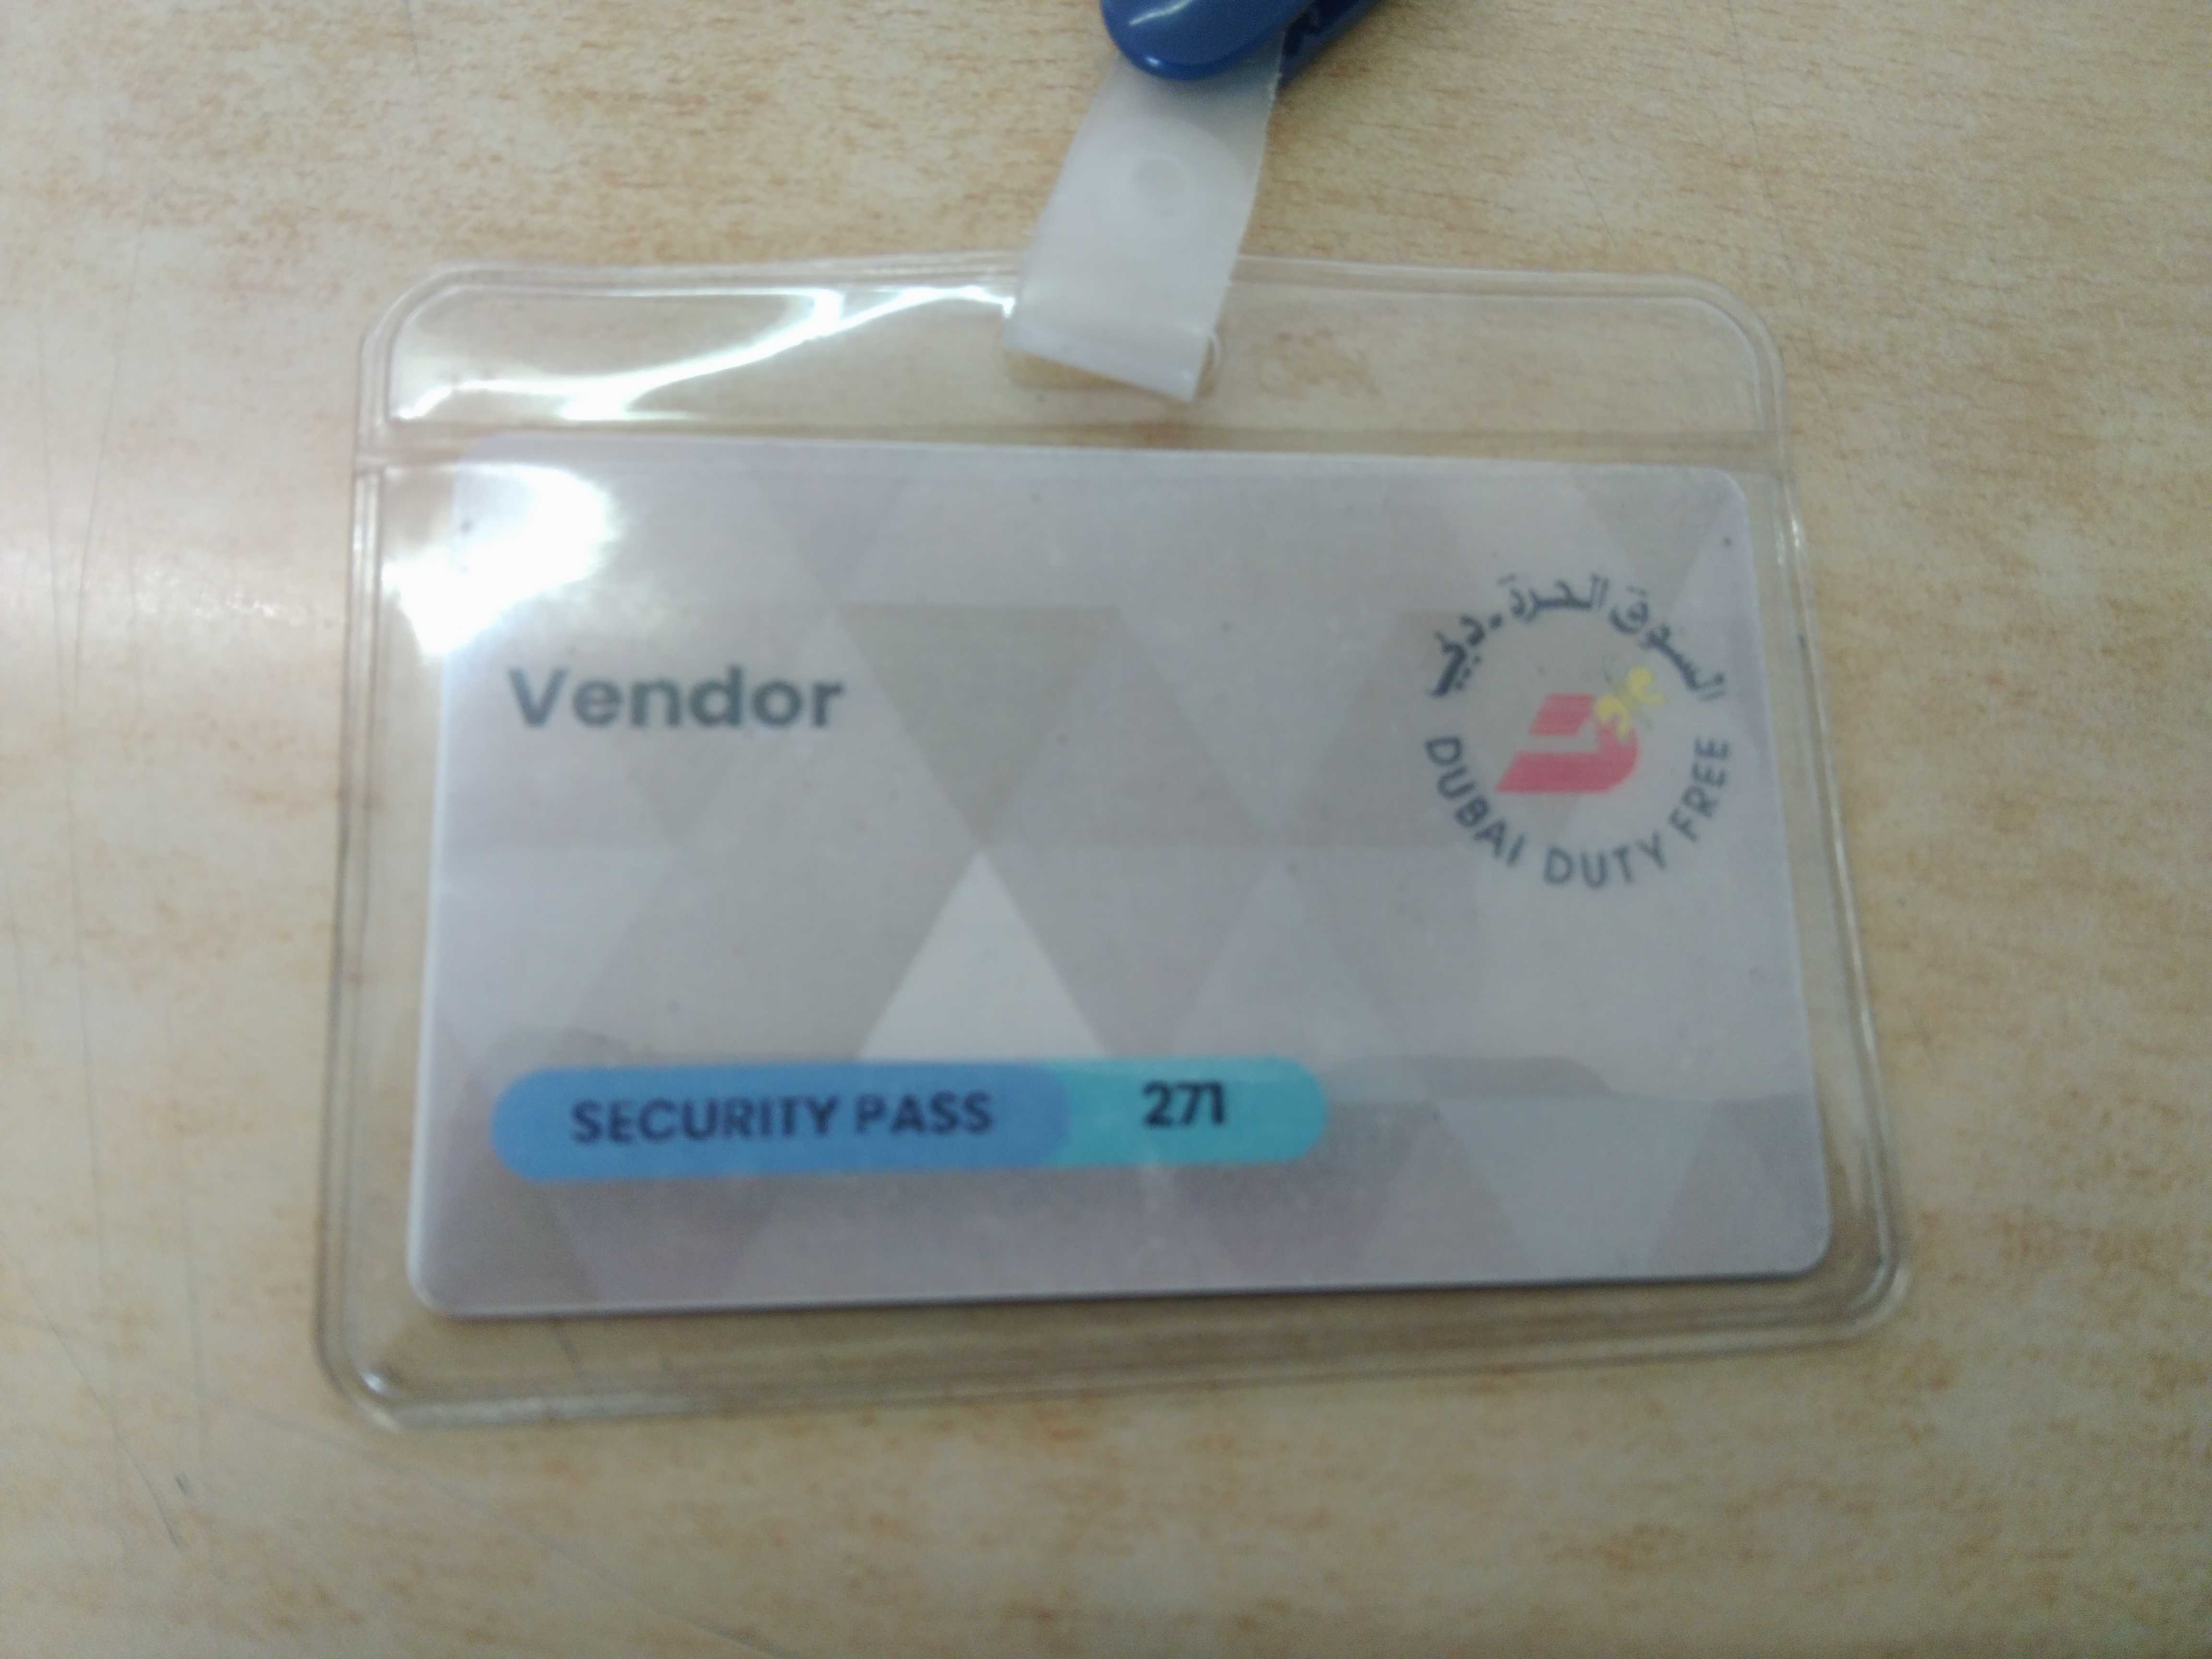 Vendor
السوق الحرة - دبي
DUBAI DUTY FREE
SECURITY PASS 271